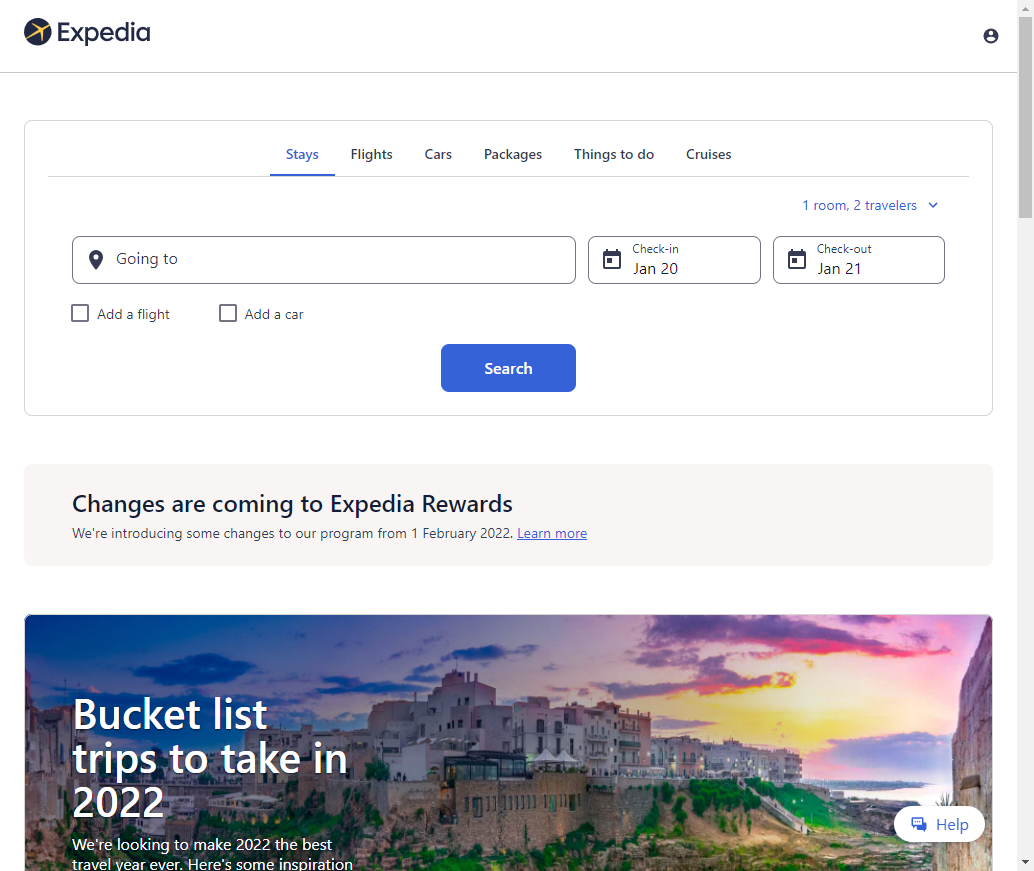 Expedia
Stays Flights Cars Packages Things to do Cruises
1 room, 2 travelers
Going to
Check-in
Jan 20
Check-out
Jan 21
Add a flight
Add a car
Search
Changes are coming to Expedia Rewards
We're introducing some changes to our program from 1 February 2022. Learn more
Bucket list
trips to take in
2022
We're looking to make 2022 the best
travel year ever. Here's some inspiration
Help